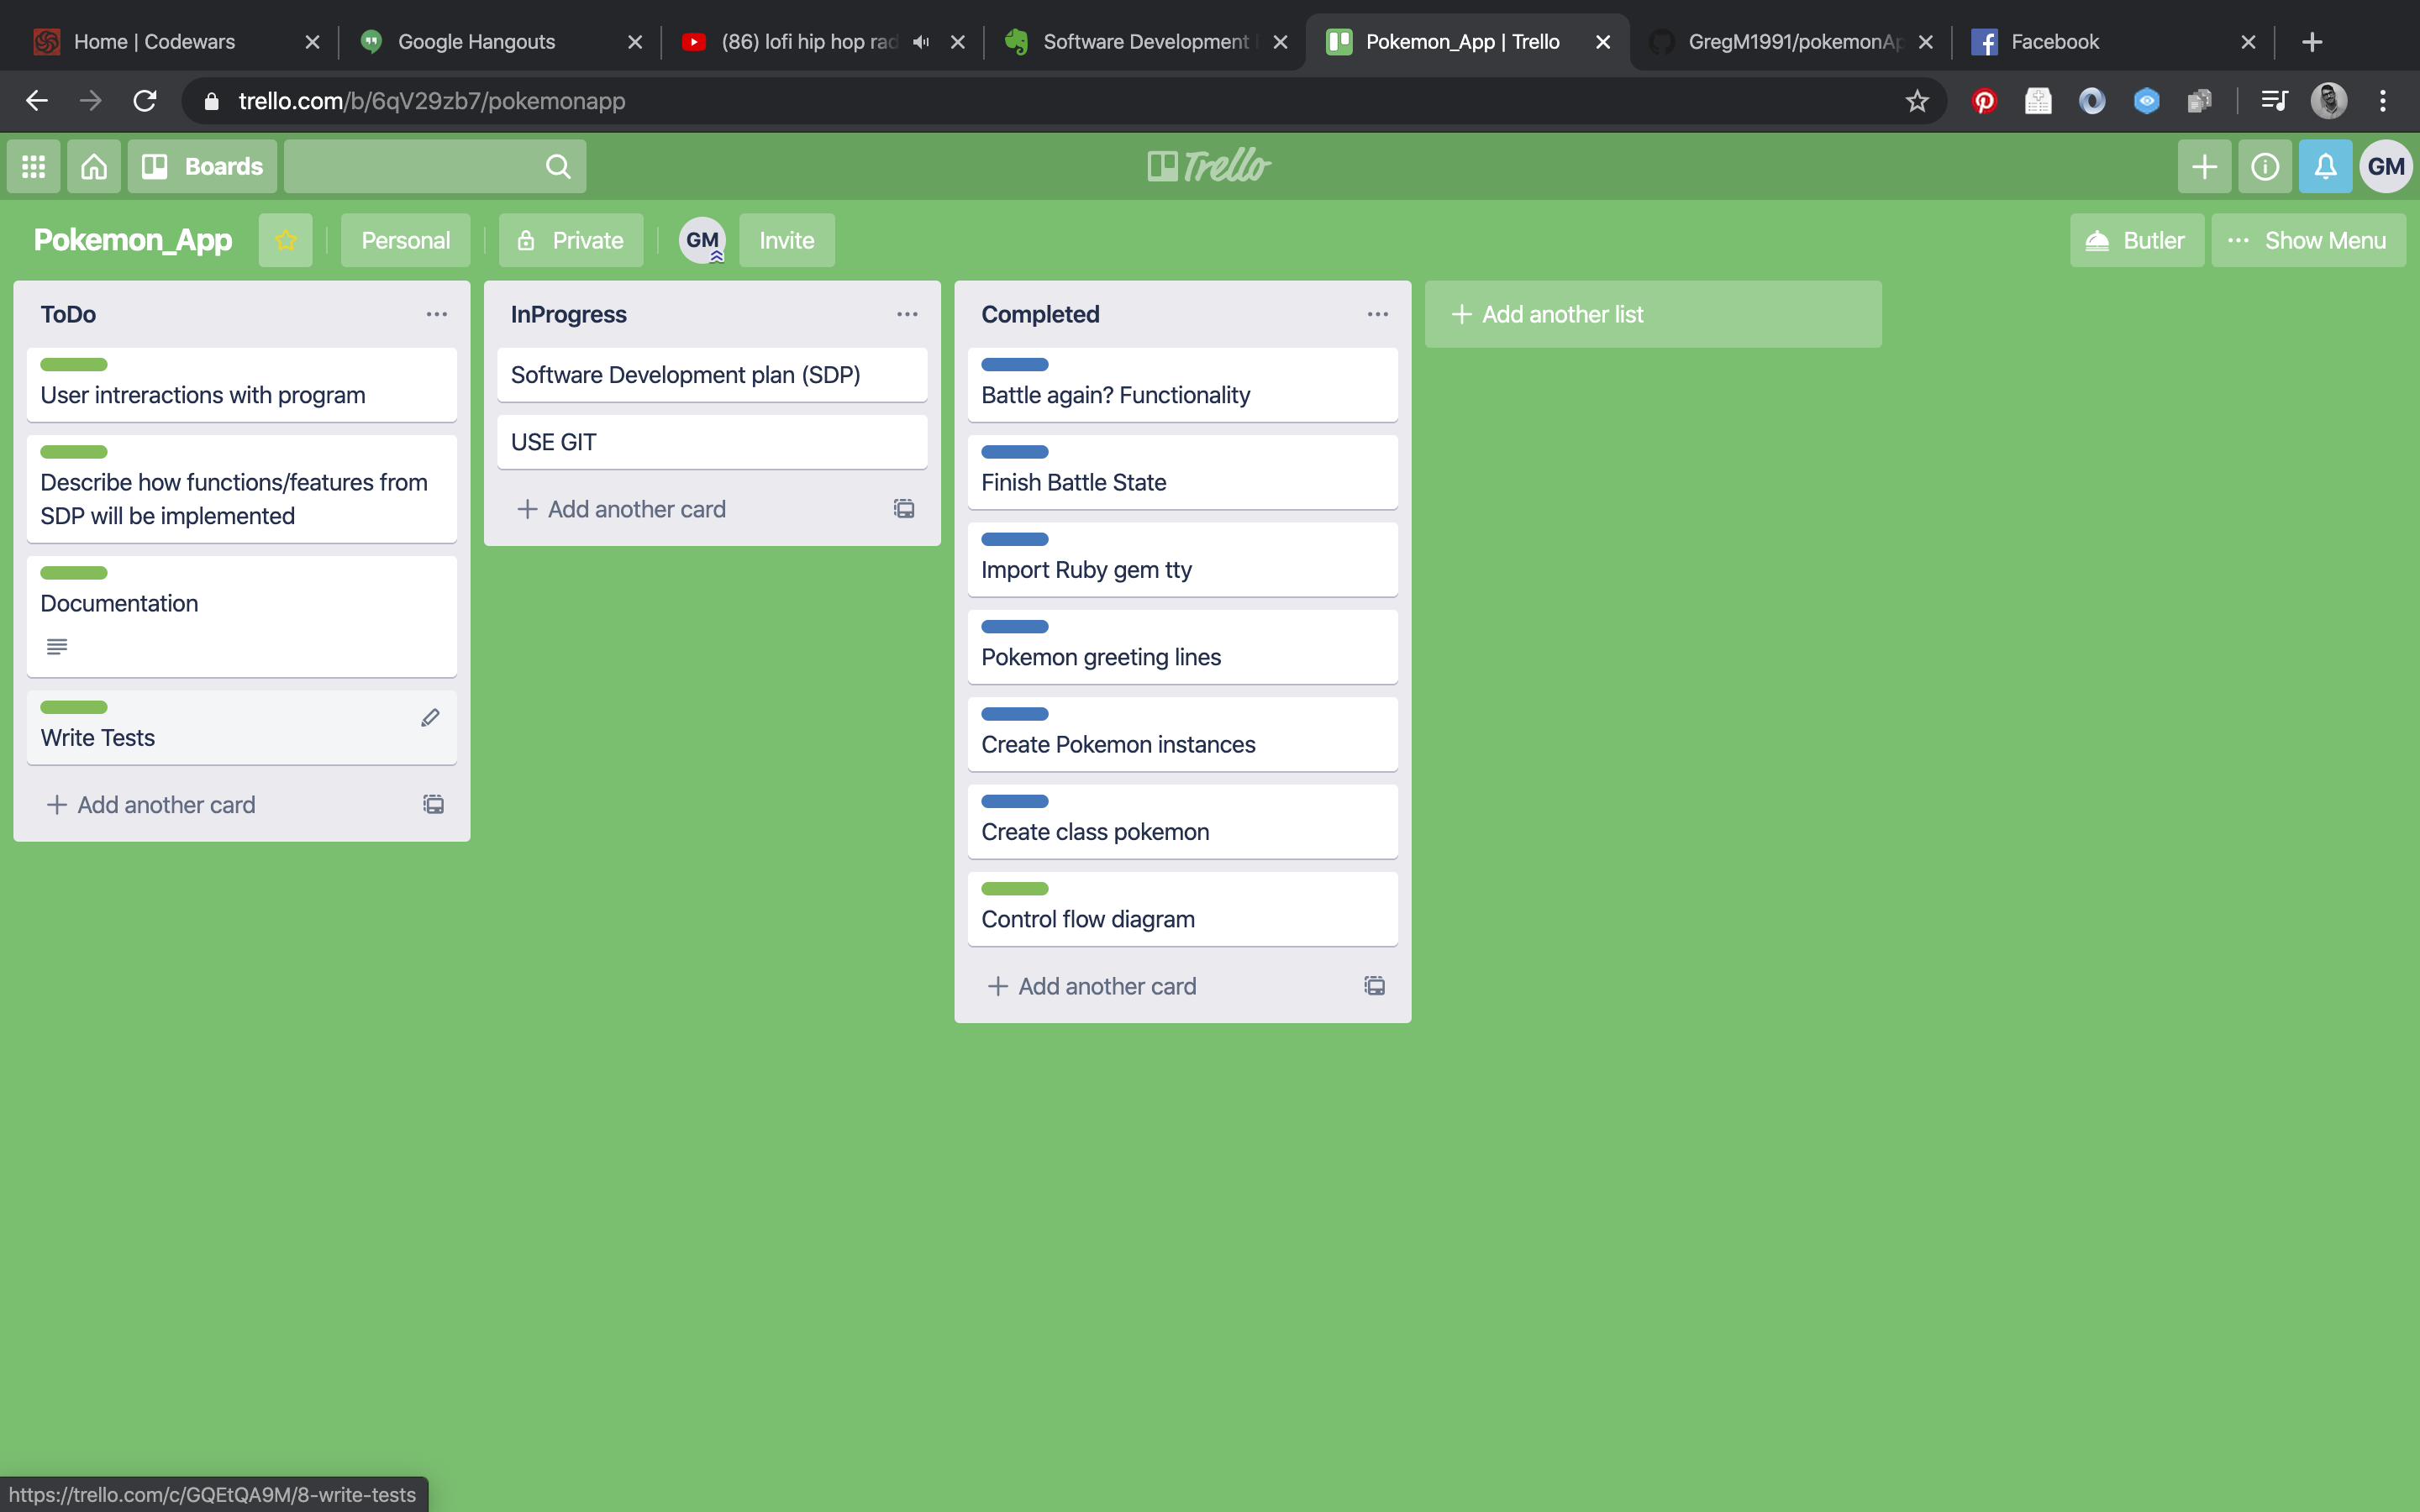 Home | Codewars
Google Hangouts
(86) lofi hip hop rad
Software Development
Pokemon_App | Trello
GregM1991/pokemonAp
Facebook
trello.com/b/6qV29zb7/pokemonapp
Boards
Trello
GM
Pokemon_App
Personal
Private
GM
Invite
Butler
Show Menu
ToDo
User intreractions with program
Describe how functions/features from
SDP will be implemented
Documentation
Write Tests
Add another card
InProgress
Software Development plan (SDP)
USE GIT
Add another card
Completed
Battle again? Functionality
Finish Battle State
Import Ruby gem tty
Pokemon greeting lines
Create Pokemon instances
Create class pokemon
Control flow diagram
Add another card
Add another list
https://trello.com/c/GQEtQA9M/8-write-tests